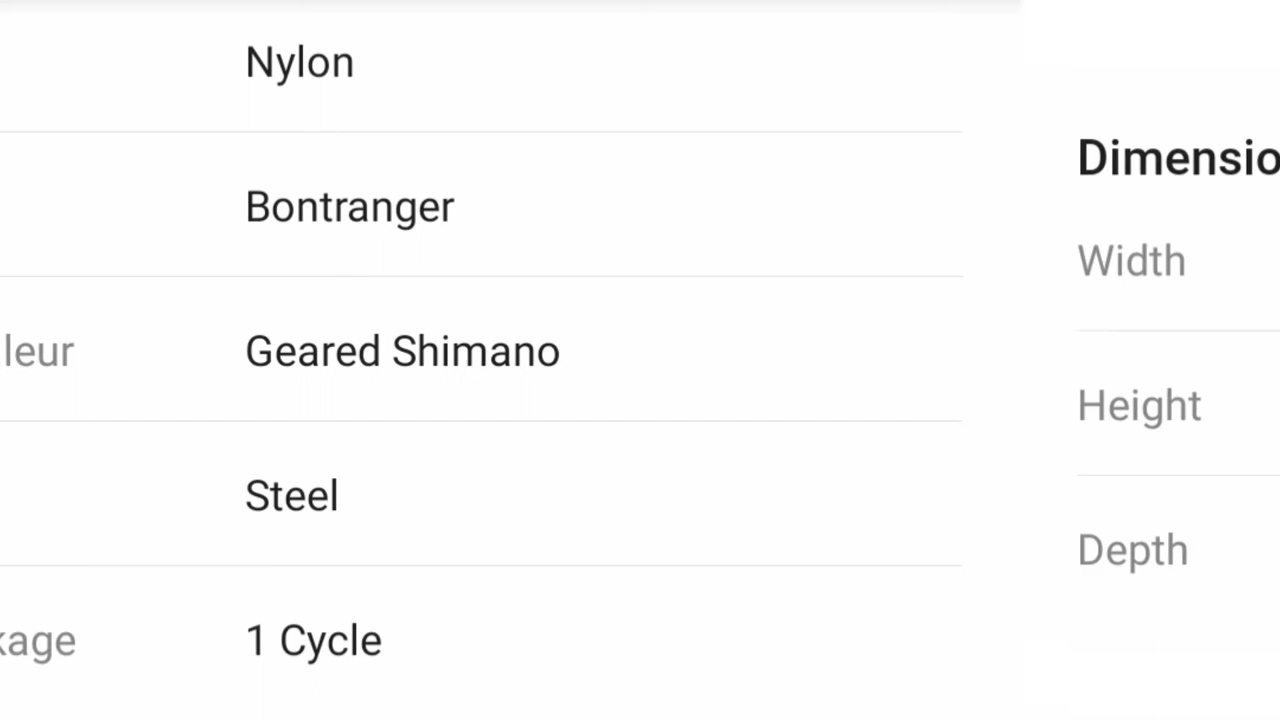 Nylon
Bontranger
leur Geared Shimano
Steel
kage 1 Cycle
Dimensio
Width
Height
Depth